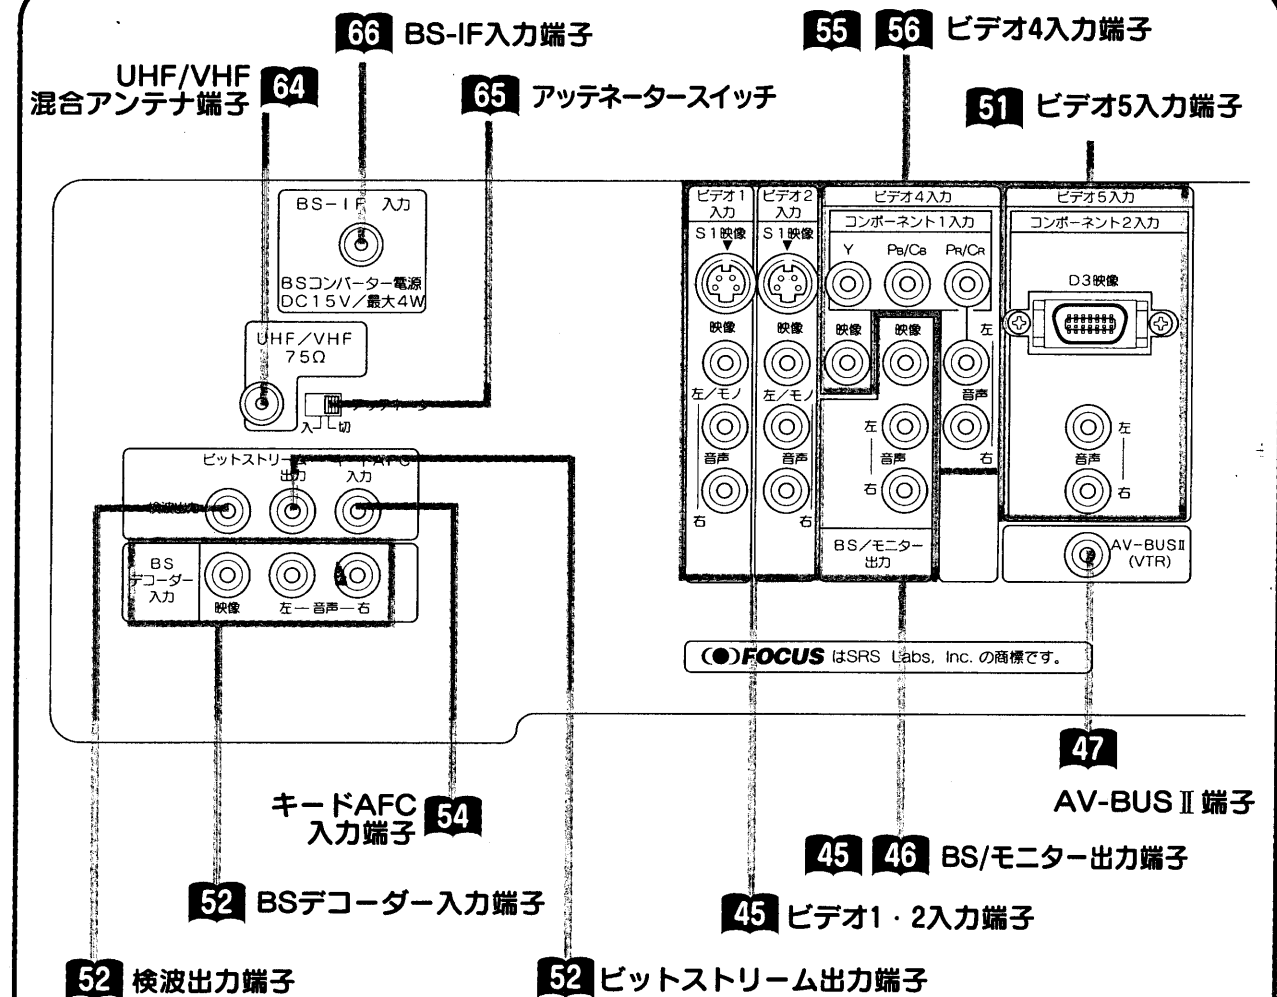 66 BS-IF入力端子
55 56 ビデオ4入力端子
UHF/VHF
混合アンテナ端子 64
65 アッテネータースイッチ
51 ビデオ5入力端子
BS-IF 入力
BSコンバーター電源
DC15V／最大4W
UHF／VHF
75Ω
アッテネーター
入 切
ビットストリーム
出力
キードAFC
入力
検波出力
BS
デコーダー
入力
映像
左－音声－右
ビデオ1
入力
S1映像
映像
左／モノ
音声
右
ビデオ2
入力
S1映像
映像
左／モノ
音声
右
ビデオ4入力
コンポーネント1入力
Y PB/CB PR/CR
映像
左
音声
右
映像
左
音声
右
BS／モニター
出力
ビデオ5入力
コンポーネント2入力
D3映像
左
音声
右
AV-BUSⅡ
(VTR)
(●)FOCUS はSRS Labs, Inc. の商標です。
47
AV-BUSⅡ端子
キードAFC
入力端子 54
45 46 BS/モニター出力端子
52 BSデコーダー入力端子
45 ビデオ1・2入力端子
52 検波出力端子
52 ビットストリーム出力端子